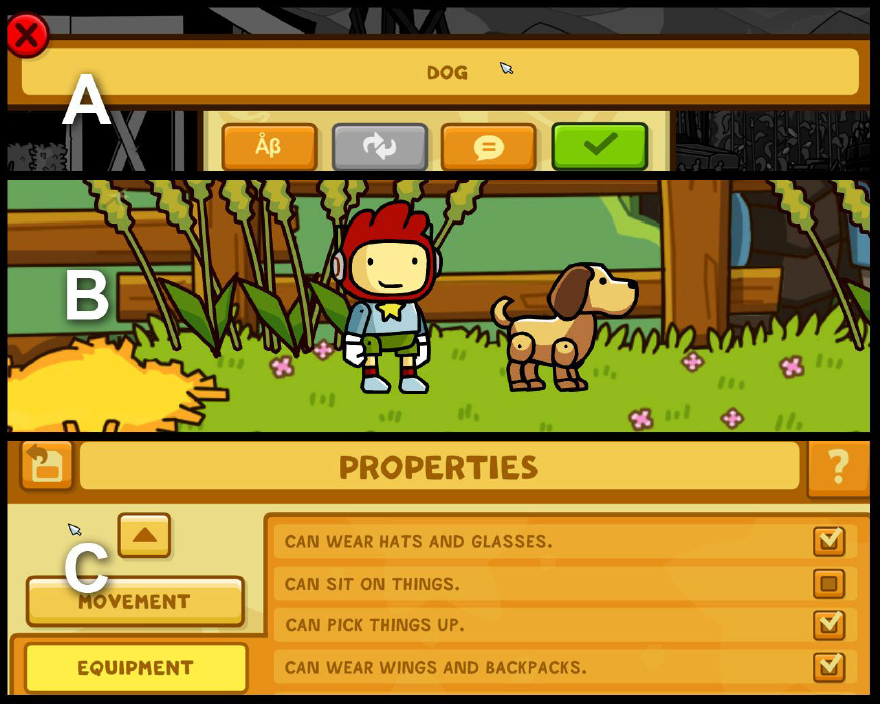 A
DOG
Åβ
B
PROPERTIES
?
C
MOVEMENT
EQUIPMENT
CAN WEAR HATS AND GLASSES.
CAN SIT ON THINGS.
CAN PICK THINGS UP.
CAN WEAR WINGS AND BACKPACKS.